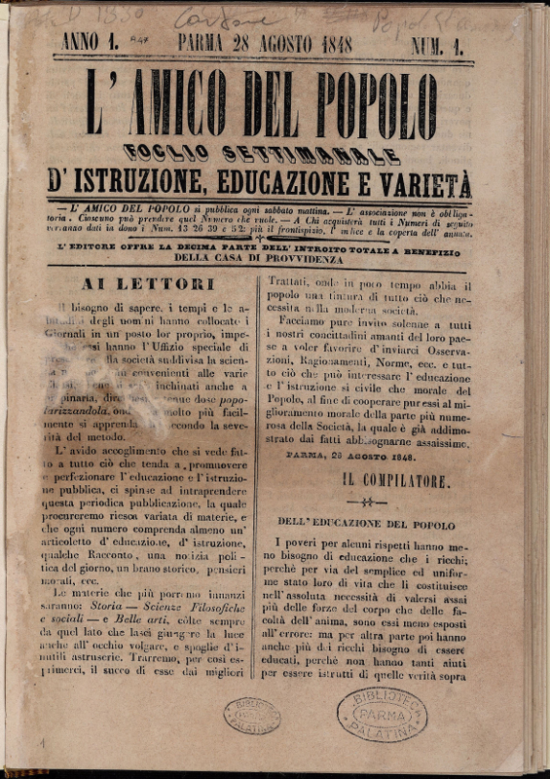 ANNO 1.
PARMA 28 AGOSTO 1848
NUM. 1.
L'AMICO DEL POPOLO
FOGLIO SETTIMANALE
D'ISTRUZIONE, EDUCAZIONE E VARIETÀ
— L' AMICO DEL POPOLO si pubblica ogni sabbato mattina. — E' associazione non è obbliga-
toria. Ciascuno può prendere quel Numero che vuole. — A Chi acquisterà tutti i Numeri di seguito
verranno dati in dono i Num. 13 26 39 e 52: più il frontispizio, l' indice e la coperta dell' annata.
L' EDITORE OFFRE LA DECIMA PARTE DELL' INTROITO TOTALE A BENEFIZIO
DELLA CASA DI PROVVIDENZA
AI LETTORI
Il bisogno di sapere, i tempi e le a-
degli uomini hanno collocate i
Giornali in un posto lor proprio, impe-
essi hanno l' Uffizio speciale di
alla società suddivisa la scien-
convenienti alle varie
inchinati anche a
dire tenue dose popo-
larizzandola, molto più facil-
mente si apprenda secondo la seve-
rità del metodo.
L' avido accoglimento che si vede fat-
to a tutto ciò che tenda a promuovere
e perfezionare l' educazione e l' istruzio-
ne pubblica, ci spinse ad intraprendere
questa periodica pubblicazione, la quale
procureremo riesca variata di materie, e
che ogni numero comprenda almeno un'
articoletto d' educazione, d' istruzione,
qualche Racconto, una notizia poli-
tica del giorno, un brano storico, pensieri
morali, ecc.
Le materie che più porremo innanzi
saranno: Storia — Scienze Filosofiche
e sociali — e Belle arti, côlte sempre
da quel lato che lasci giungere la luce
anche all' occhio volgare, e spoglie d' i-
nutili astruserie. Trarremo, per così es-
primerci, il succo di esse dai migliori
Trattati, onde in poco tempo abbia il
popolo una tintura di tutto ciò che ne-
cessita nella moderna società.
Facciamo pure invito solenne a tutti
i nostri concittadini amanti del loro pae-
se a voler favorire d' inviarci Osserva-
zioni, Ragionamenti, Norme, ecc. e tut-
to ciò che può interessare l' educazione
e l' istruzione sì civile che morale del
Popolo, al fine di cooperare pur essi al mi-
glioramento morale della parte più nume-
rosa della Società, la quale è già addimo-
strato dai fatti abbisognarne assaissimo.
PARMA, 28 AGOSTO 1848.
IL COMPILATORE.
DELL' EDUCAZIONE DEL POPOLO
I poveri per alcuni rispetti hanno me-
no bisogno di educazione che i ricchi;
perchè per via del semplice ed unifor-
me stato loro di vita che li costituisce
nell' assoluta necessità di valersi assai
più delle forze del corpo che delle fa-
coltà dell' anima, sono essi meno esposti
all' errore: ma per altra parte poi hanno
anche più dei ricchi bisogno di essere
educati, perchè non hanno tanti aiuti
per essere istrutti di quelle verità sopra
BIBLIOTECA
PARMA
PALATINA
1